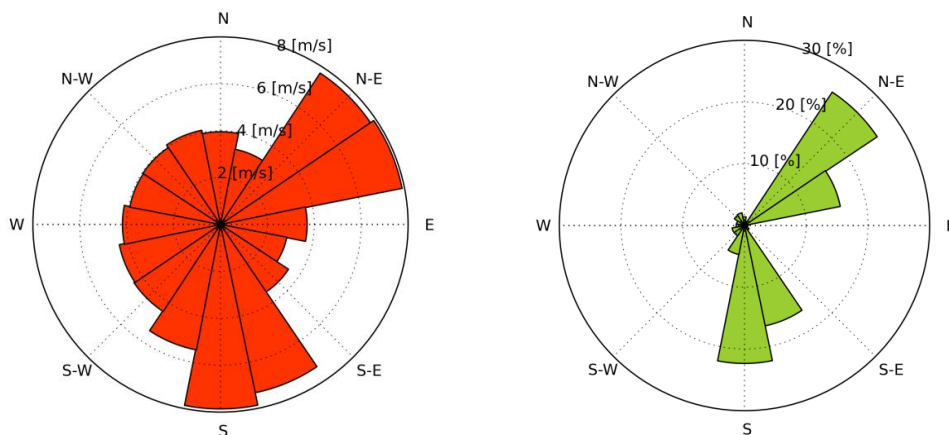 N
8 [m/s]
N-W
N-E
6 [m/s]
4 [m/s]
2 [m/s]
W
E
S-W
S-E
S
N
30 [%]
N-W
N-E
20 [%]
10 [%]
W
S-W
S-E
S